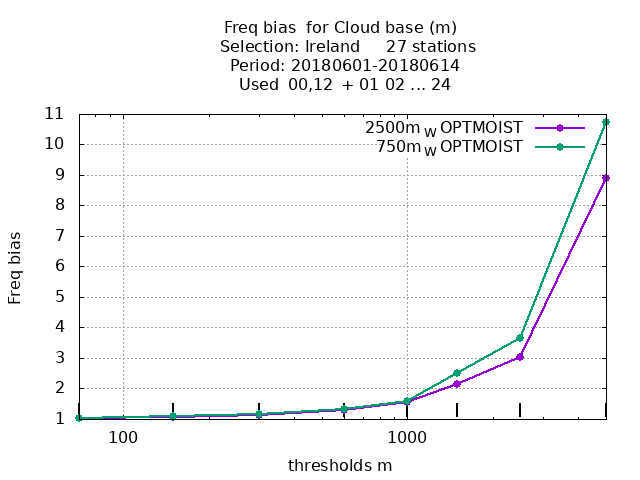 Freq bias  for Cloud base (m)
Selection: Ireland     27 stations
Period: 20180601-20180614
Used  00,12  + 01 02 ... 24
2500m W OPTMOIST
750m W OPTMOIST
11
10
9
8
7
6
5
4
3
2
1
Freq bias
100
1000
thresholds m